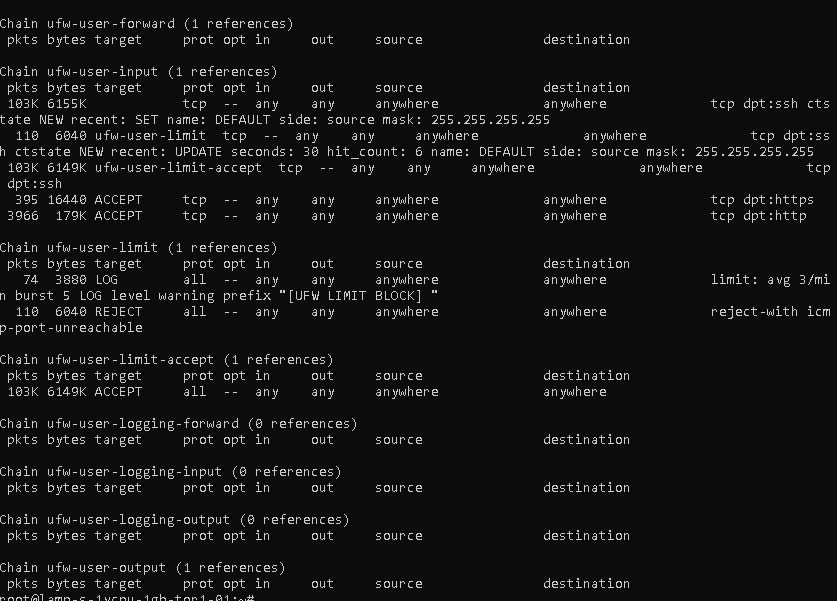 Chain ufw-user-forward (1 references)
 pkts bytes target     prot opt in     out     source               destination
Chain ufw-user-input (1 references)
 pkts bytes target     prot opt in     out     source               destination
 103K 6155K            tcp  --  any    any     anywhere             anywhere             tcp dpt:ssh cts
tate NEW recent: SET name: DEFAULT side: source mask: 255.255.255.255
  110  6040 ufw-user-limit  tcp  --  any    any     anywhere             anywhere             tcp dpt:ss
h ctstate NEW recent: UPDATE seconds: 30 hit_count: 6 name: DEFAULT side: source mask: 255.255.255.255
 103K 6149K ufw-user-limit-accept  tcp  --  any    any     anywhere             anywhere             tcp
 dpt:ssh
  395 16440 ACCEPT     tcp  --  any    any     anywhere             anywhere             tcp dpt:https
 3966  179K ACCEPT     tcp  --  any    any     anywhere             anywhere             tcp dpt:http
Chain ufw-user-limit (1 references)
 pkts bytes target     prot opt in     out     source               destination
   74  3880 LOG        all  --  any    any     anywhere             anywhere             limit: avg 3/mi
n burst 5 LOG level warning prefix "[UFW LIMIT BLOCK] "
  110  6040 REJECT     all  --  any    any     anywhere             anywhere             reject-with icm
p-port-unreachable
Chain ufw-user-limit-accept (1 references)
 pkts bytes target     prot opt in     out     source               destination
 103K 6149K ACCEPT     all  --  any    any     anywhere             anywhere
Chain ufw-user-logging-forward (0 references)
 pkts bytes target     prot opt in     out     source               destination
Chain ufw-user-logging-input (0 references)
 pkts bytes target     prot opt in     out     source               destination
Chain ufw-user-logging-output (0 references)
 pkts bytes target     prot opt in     out     source               destination
Chain ufw-user-output (1 references)
 pkts bytes target     prot opt in     out     source               destination
root@lamp-s-1vcpu-1gb-tor1-01:~#